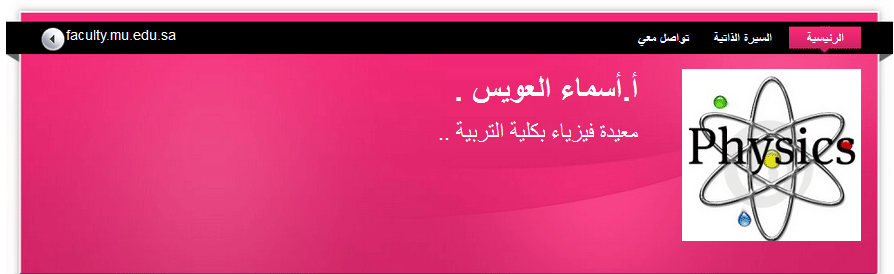 الرئيسية السيرة الذاتية تواصل معي faculty.mu.edu.sa
أ.أسماء العويس .
معيدة فيزياء بكلية التربية ..
Physics